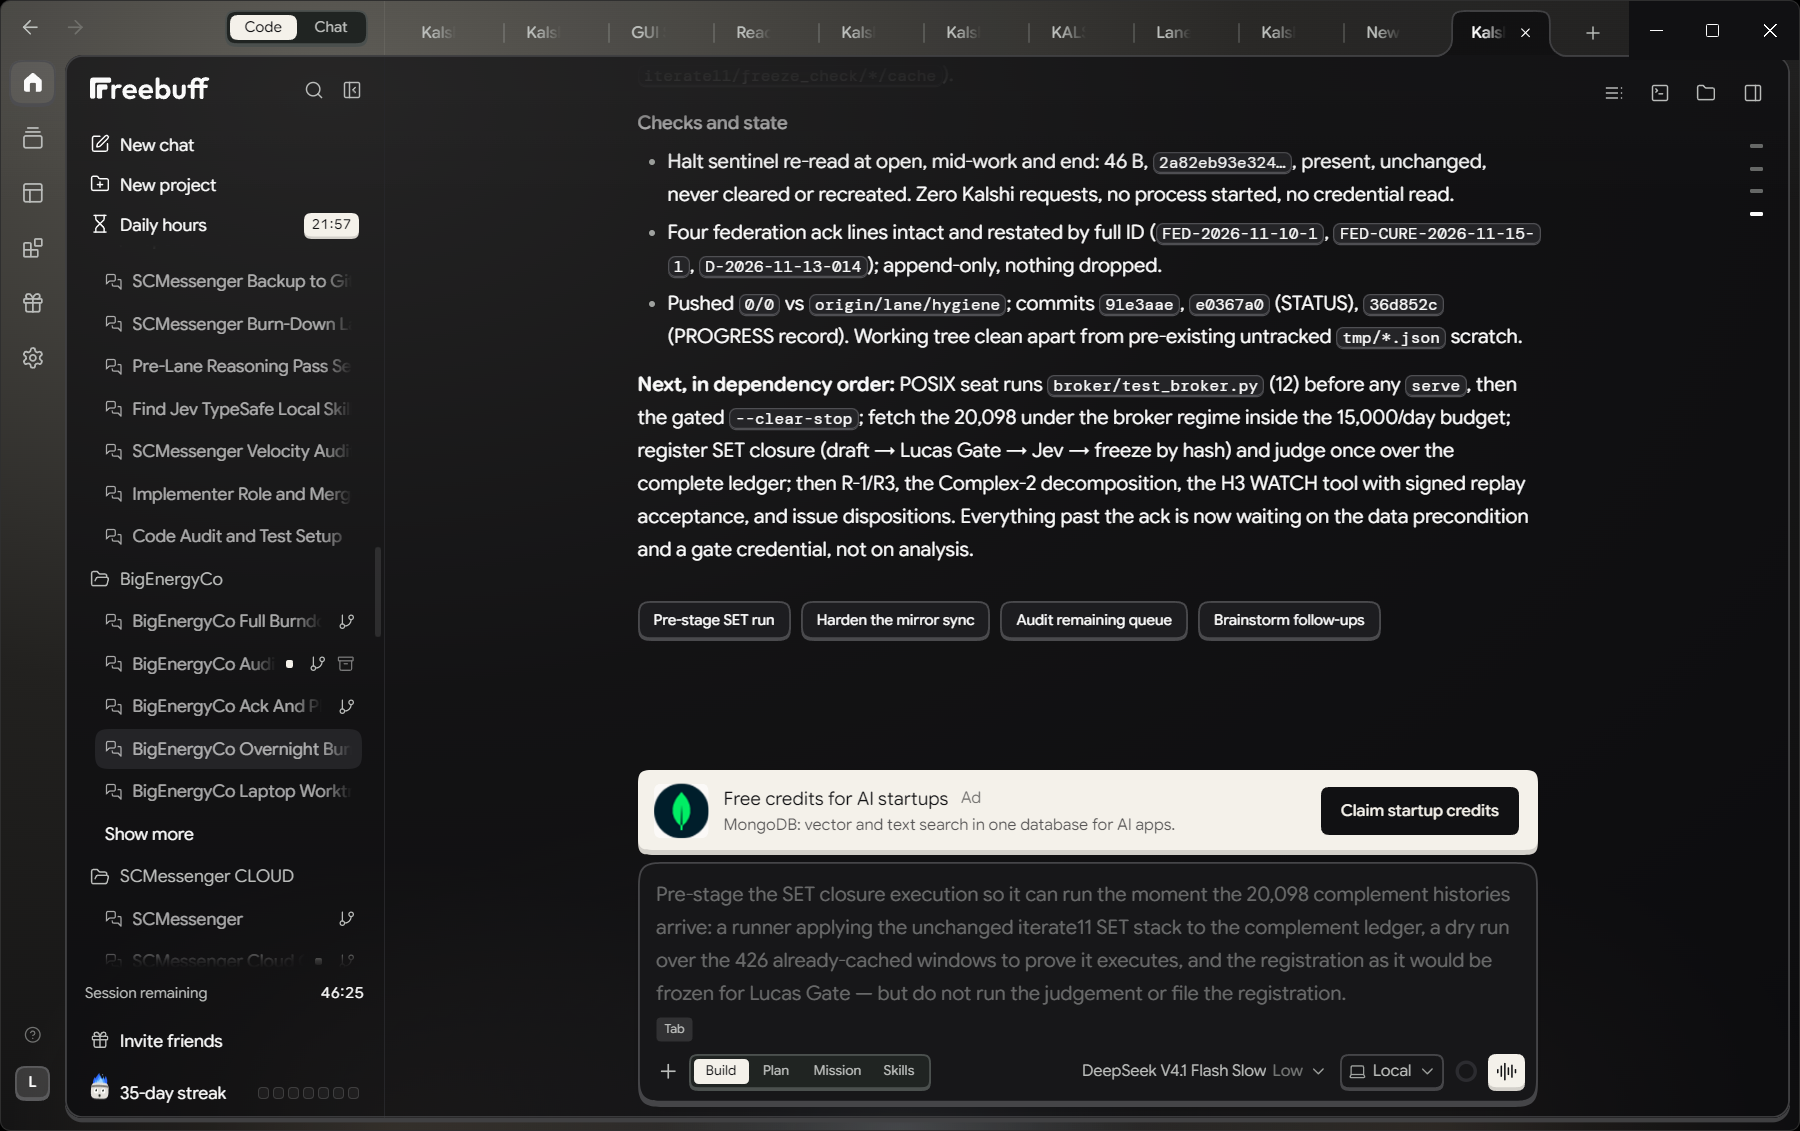 Code Chat
Kals
Kals
GUI
Rea
Kals
Kals
KALS
Lane
Kals
New
Kals
Freebuff
New chat
New project
Daily hours 21:57
SCMessenger Backup to Gi
SCMessenger Burn-Down L
Pre-Lane Reasoning Pass Se
Find Jev TypeSafe Local Skil
SCMessenger Velocity Audi
Implementer Role and Merg
Code Audit and Test Setup
BigEnergyCo
BigEnergyCo Full Burnd
BigEnergyCo Audi
BigEnergyCo Ack And P
BigEnergyCo Overnight Bur
BigEnergyCo Laptop Workt
Show more
SCMessenger CLOUD
SCMessenger
SCMessenger Cloud
Session remaining 46:25
Invite friends
L
35-day streak
iterate11/freeze_check/*/cache ).
Checks and state
• Halt sentinel re-read at open, mid-work and end: 46 B, 2a82eb93e324… , present, unchanged,
never cleared or recreated. Zero Kalshi requests, no process started, no credential read.
• Four federation ack lines intact and restated by full ID ( FED-2026-11-10-1 , FED-CURE-2026-11-15-
1 , D-2026-11-13-014 ); append-only, nothing dropped.
• Pushed 0/0 vs origin/lane/hygiene ; commits 91e3aae , e0367a0 (STATUS), 36d852c
(PROGRESS record). Working tree clean apart from pre-existing untracked tmp/*.json scratch.
Next, in dependency order: POSIX seat runs broker/test_broker.py (12) before any serve , then
the gated --clear-stop ; fetch the 20,098 under the broker regime inside the 15,000/day budget;
register SET closure (draft → Lucas Gate → Jev → freeze by hash) and judge once over the
complete ledger; then R-1/R3, the Complex-2 decomposition, the H3 WATCH tool with signed replay
acceptance, and issue dispositions. Everything past the ack is now waiting on the data precondition
and a gate credential, not on analysis.
Pre-stage SET run Harden the mirror sync Audit remaining queue Brainstorm follow-ups
Free credits for AI startups Ad
MongoDB: vector and text search in one database for AI apps.
Claim startup credits
Pre-stage the SET closure execution so it can run the moment the 20,098 complement histories
arrive: a runner applying the unchanged iterate11 SET stack to the complement ledger, a dry run
over the 426 already-cached windows to prove it executes, and the registration as it would be
frozen for Lucas Gate — but do not run the judgement or file the registration.
Tab
Build Plan Mission Skills DeepSeek V4.1 Flash Slow Low Local